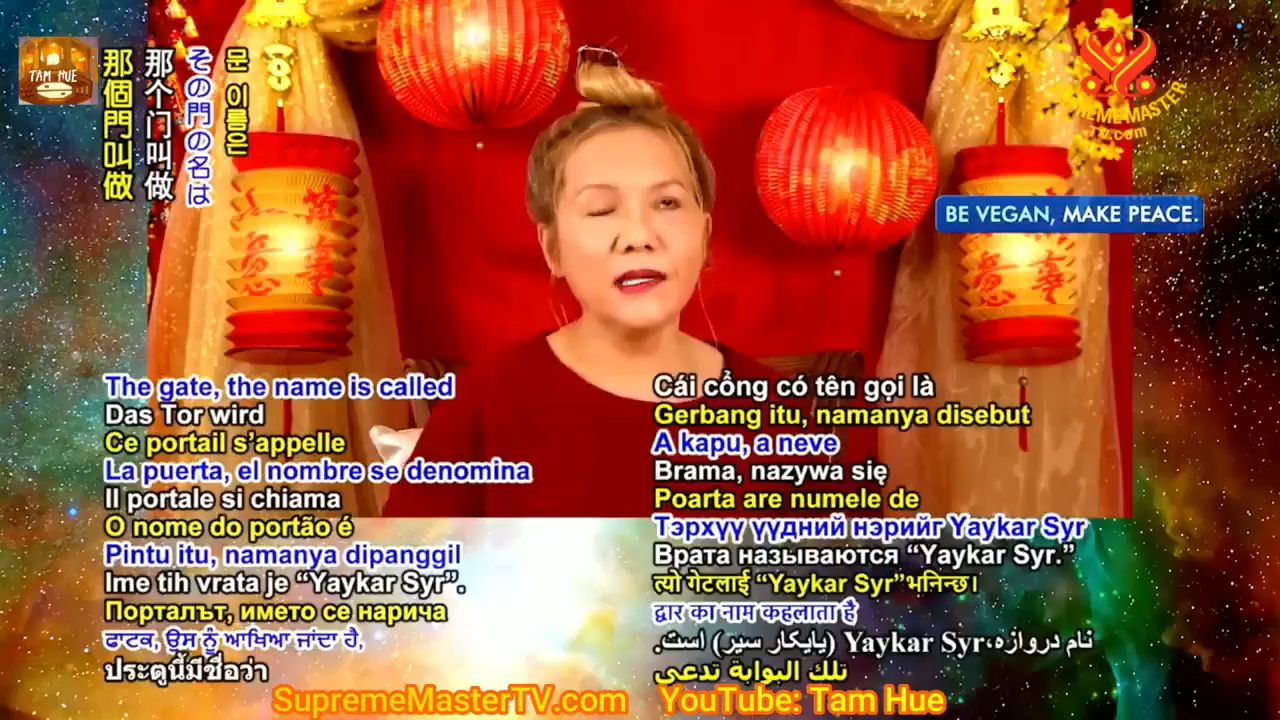 TAM HUE
那個門叫做
那个门叫做
その門の名は
문 이름은
SUPREME MASTER
TV.com
BE VEGAN, MAKE PEACE.
The gate, the name is called
Das Tor wird
Ce portail s’appelle
La puerta, el nombre se denomina
Il portale si chiama
O nome do portão é
Pintu itu, namanya dipanggil
Ime tih vrata je “Yaykar Syr”.
Порталът, името се нарича
ਫਾਟਕ, ਉਸ ਨੂੰ ਆਖਿਆ ਜਾਂਦਾ ਹੈ,
ประตูนี้มีชื่อว่า
Cái cổng có tên gọi là
Gerbang itu, namanya disebut
A kapu, a neve
Brama, nazywa się
Poarta are numele de
Тэрхүү үүдний нэрийг Yaykar Syr
Врата называются “Yaykar Syr.”
त्यो गेटलाई “Yaykar Syr”भनिन्छ।
द्वार का नाम कहलाता है
نام دروازه،Yaykar Syr (یایکار سیر) است.
تلك البوابة تدعى
SupremeMasterTV.com YouTube: Tam Hue